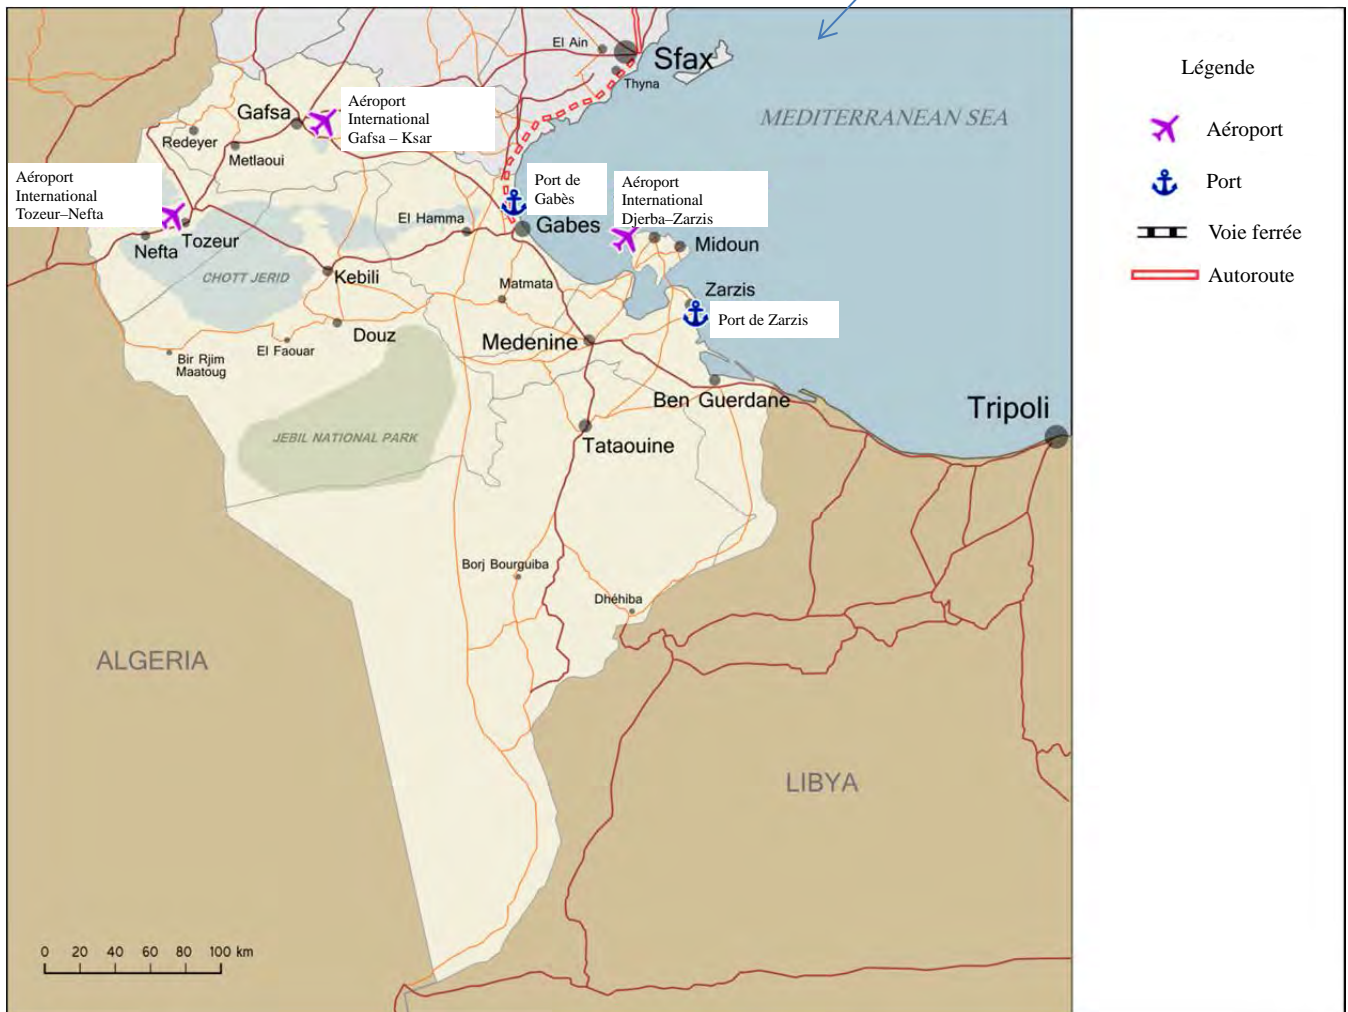 El Ain
Sfax
Thyna
Légende
MEDITERRANEAN SEA
Aéroport
Port
Voie ferrée
Autoroute
Gafsa
Aéroport
International
Gafsa – Ksar
Redeyer
Metlaoui
Aéroport
International
Tozeur–Nefta
Port de
Gabès
Aéroport
International
Djerba–Zarzis
El Hamma
Gabes
Midoun
Nefta
Tozeur
CHOTT JERID
Kebili
Matmata
Zarzis
Port de Zarzis
Douz
Medenine
El Faouar
Bir Rjim
Maatoug
Ben Guerdane
Tripoli
JEBIL NATIONAL PARK
Tataouine
Borj Bourguiba
Dhéhiba
ALGERIA
LIBYA
0 20 40 60 80 100 km